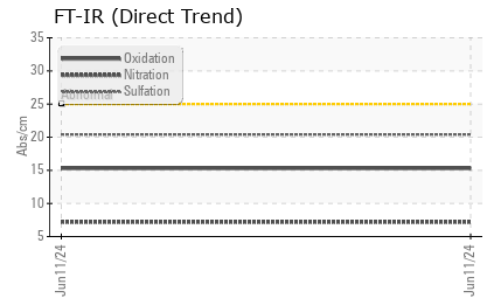 FT-IR (Direct Trend)
35
30
25
20
15
10
5
Abs/cm
Oxidation
Nitration
Sulfation
Abnormal
Jun11/24
Jun11/24